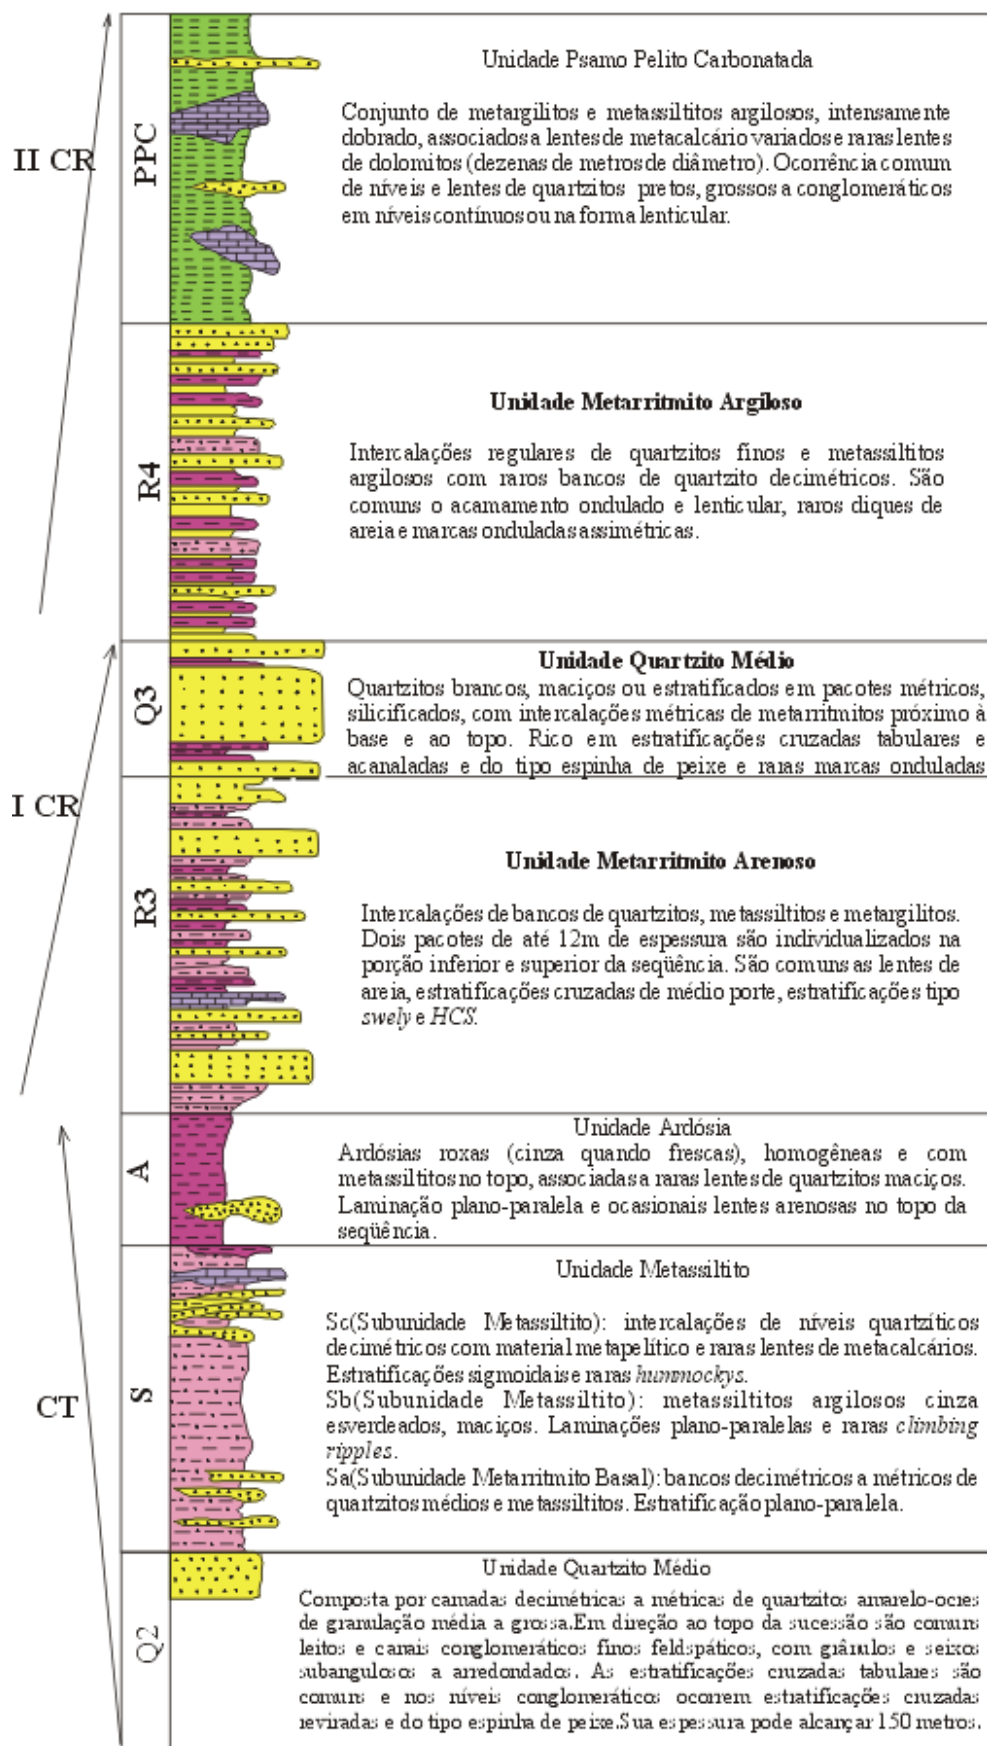 II CR
PPC
Unidade Psamo Pelito Carbonatada
Conjunto de metargilitos e metassiltitos argilosos, intensamente
dobrado, associados a lentes de metacalcário variados e raras lentes
de dolomitos (dezenas de metros de diâmetro). Ocorrência comum
de níveis e lentes de quartzitos pretos, grossos a conglomeráticos
em níveis contínuos ou na forma lenticular.
R4
Unidade Metarritmito Argiloso
Intercalações regulares de quartzitos finos e metassiltitos
argilosos com raros bancos de quartzito decimétricos. São
comuns o acamamento ondulado e lenticular, raros diques de
areia e marcas onduladas assimétricas.
I CR
Q3
Unidade Quartzito Médio
Quartzitos brancos, maciços ou estratificados em pacotes métricos,
silicificados, com intercalações métricas de metarritmitos próximo à
base e ao topo. Rico em estratificações cruzadas tabulares e
acanaladas e do tipo espinha de peixe e raras marcas onduladas
R3
Unidade Metarritmito Arenoso
Intercalações de bancos de quartzitos, metassiltitos e metargilitos.
Dois pacotes de até 12m de espessura são individualizados na
porção inferior e superior da seqüência. São comuns as lentes de
areia, estratificações cruzadas de médio porte, estratificações tipo
swely e HCS.
CT
A
Unidade Ardósia
Ardósias roxas (cinza quando frescas), homogêneas e com
metassiltitos no topo, associadas a raras lentes de quartzitos maciços.
Laminação plano-paralela e ocasionais lentes arenosas no topo da
seqüência.
S
Unidade Metassiltito
Sc(Subunidade Metassiltito): intercalações de níveis quartzíticos
decimétricos com material metapelítico e raras lentes de metacalcários.
Estratificações sigmoidais e raras hummockys.
Sb(Subunidade Metassiltito): metassiltitos argilosos cinza
esverdeados, maciços. Laminações plano-paralelas e raras climbing
ripples.
Sa(Subunidade Metarritmito Basal): bancos decimétricos a métricos de
quartzitos médios e metassiltitos. Estratificação plano-paralela.
Q2
Unidade Quartzito Médio
Composta por camadas decimétricas a métricas de quartzitos amarelo-ocres
de granulação média a grossa.Em direção ao topo da sucessão são comuns
leitos e canais conglomeráticos finos feldspáticos, com grânulos e seixos
subangulosos a arredondados. As estratificações cruzadas tabulares são
comuns e nos níveis conglomeráticos ocorrem estratificações cruzadas
reviradas e do tipo espinha de peixe.Sua espessura pode alcançar 150 metros.